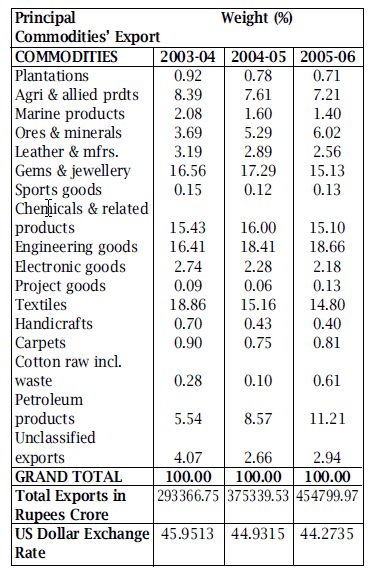 Principal Weight (%)
Commodities' Export
COMMODITIES 2003-04 2004-05 2005-06
Plantations 0.92 0.78 0.71
Agri & allied prdts 8.39 7.61 7.21
Marine products 2.08 1.60 1.40
Ores & minerals 3.69 5.29 6.02
Leather & mfrs. 3.19 2.89 2.56
Gems & jewellery 16.56 17.29 15.13
Sports goods 0.15 0.12 0.13
Chemicals & related
products 15.43 16.00 15.10
Engineering goods 16.41 18.41 18.66
Electronic goods 2.74 2.28 2.18
Project goods 0.09 0.06 0.13
Textiles 18.86 15.16 14.80
Handicrafts 0.70 0.43 0.40
Carpets 0.90 0.75 0.81
Cotton raw incl.
waste 0.28 0.10 0.61
Petroleum
products 5.54 8.57 11.21
Unclassified
exports 4.07 2.66 2.94
GRAND TOTAL 100.00 100.00 100.00
Total Exports in 293366.75 375339.53 454799.97
Rupees Crore
US Dollar Exchange 45.9513 44.9315 44.2735
Rate